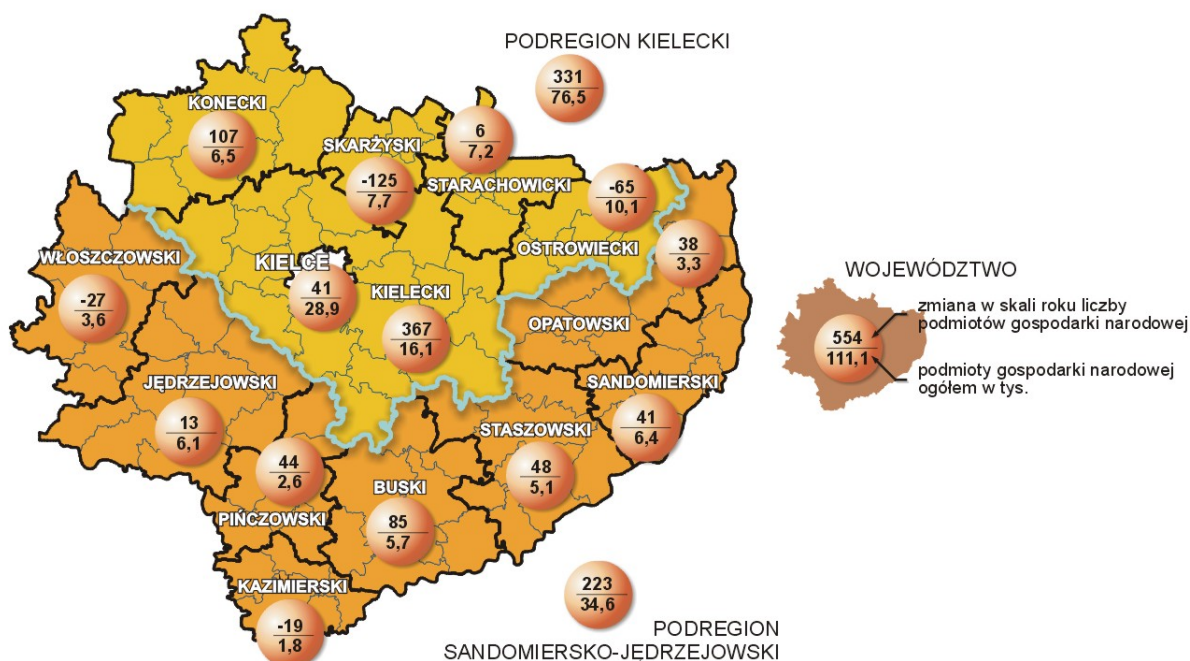 PODREGION KIELECKI
331
76,5
KONECKI
107
6,5
SKARŻYSKI
-125
7,7
6
7,2
STARACHOWICKI
-65
10,1
OSTROWIECKI
38
3,3
OPATOWSKI
WŁOSZCZOWSKI
-27
3,6
KIELCE
41
28,9
KIELECKI
367
16,1
JĘDRZEJOWSKI
13
6,1
SANDOMIERSKI
41
6,4
STASZOWSKI
48
5,1
44
2,6
PIŃCZOWSKI
BUSKI
85
5,7
KAZIMIERSKI
-19
1,8
223
34,6
PODREGION
SANDOMIERSKO-JĘDRZEJOWSKI
WOJEWÓDZTWO
554
111,1
zmiana w skali roku liczby
podmiotów gospodarki narodowej
podmioty gospodarki narodowej
ogółem w tys.